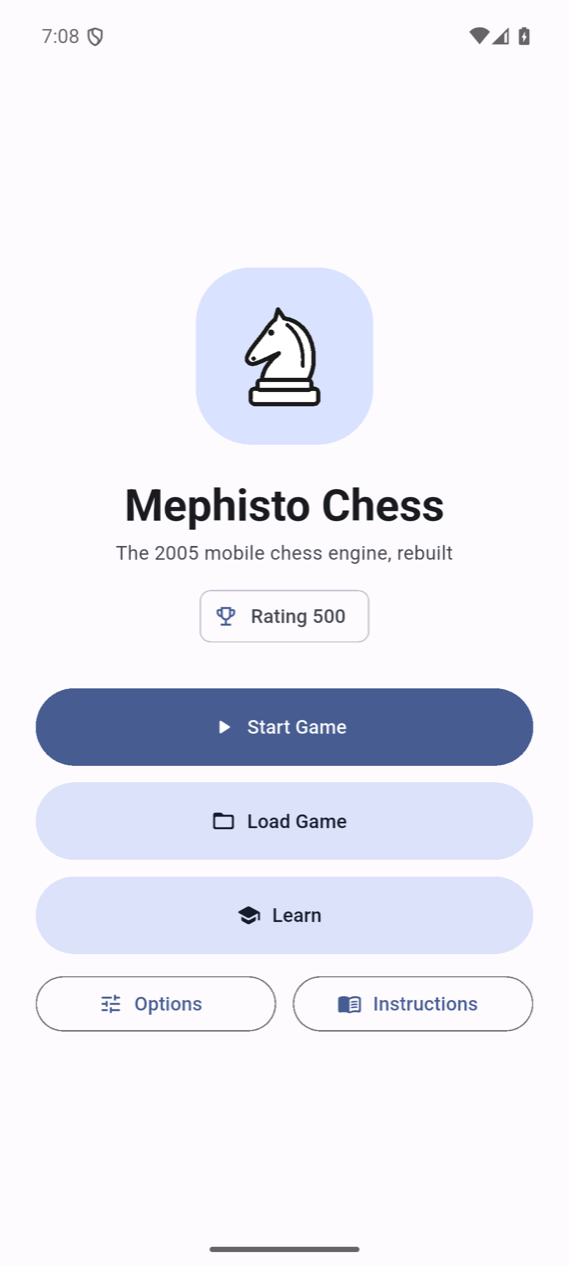 7:08
Mephisto Chess
The 2005 mobile chess engine, rebuilt
Rating 500
Start Game
Load Game
Learn
Options
Instructions